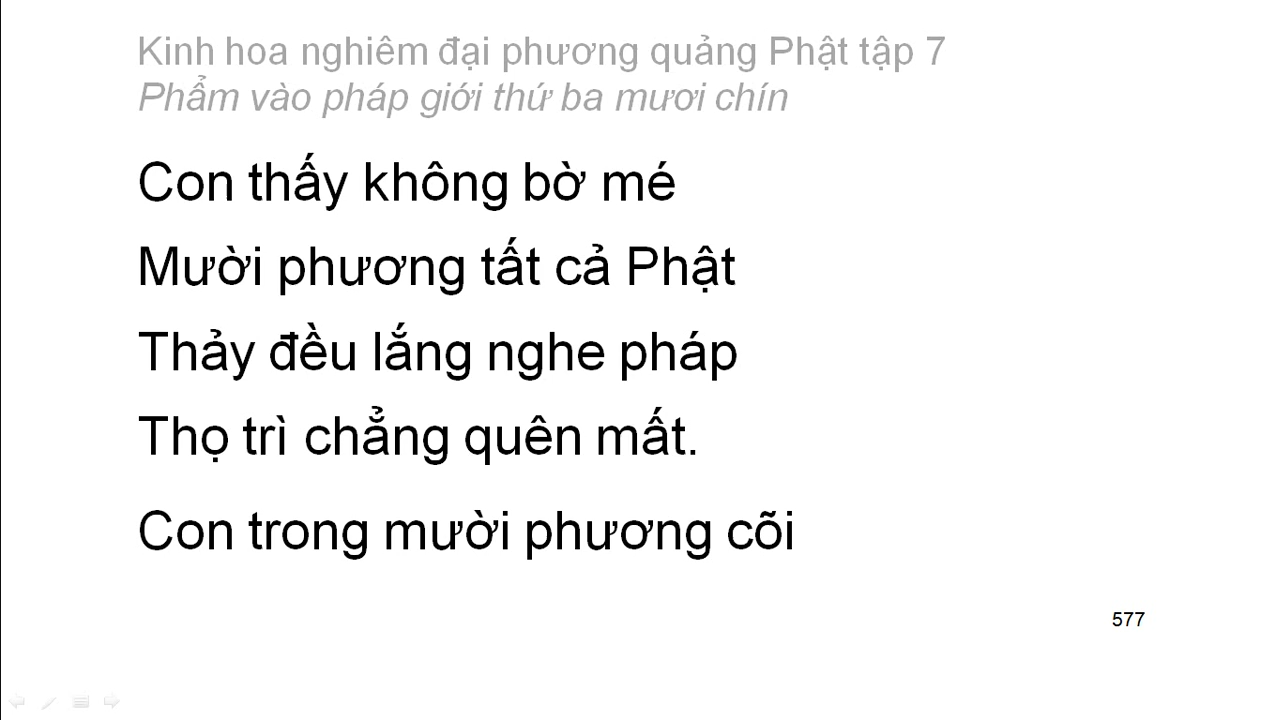 Kinh hoa nghiêm đại phương quảng Phật tập 7
Phẩm vào pháp giới thứ ba mươi chín
Con thấy không bờ mé
Mười phương tất cả Phật
Thảy đều lắng nghe pháp
Thọ trì chẳng quên mất.
Con trong mười phương cõi
577